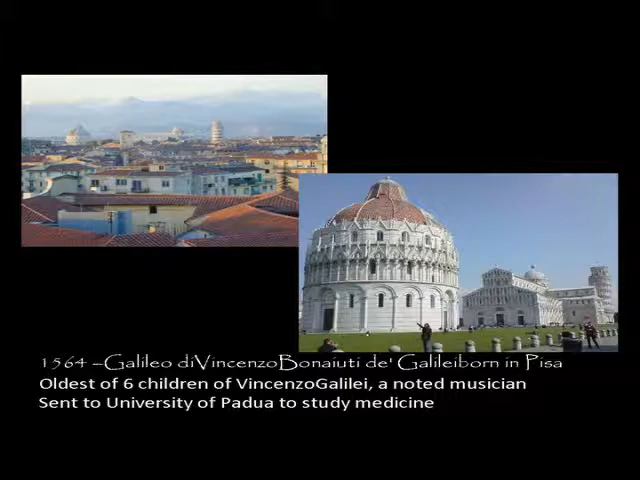 1564 –Galileo diVincenzoBonaiuti de' Galileiborn in Pisa
Oldest of 6 children of VincenzoGalilei, a noted musician
Sent to University of Padua to study medicine